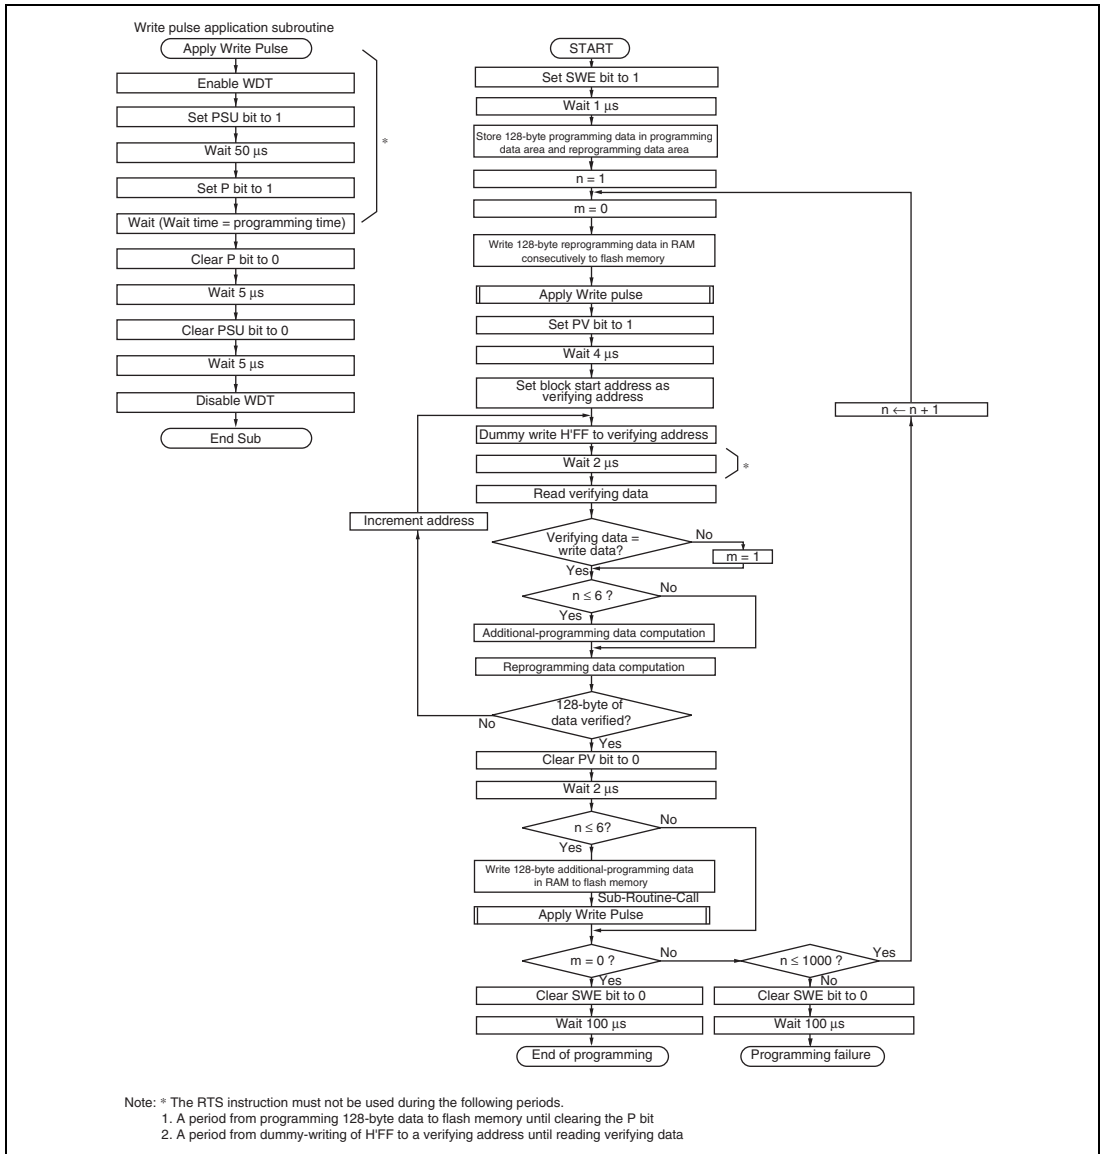 Write pulse application subroutine
Apply Write Pulse
Enable WDT
Set PSU bit to 1
Wait 50 μs
Set P bit to 1
Wait (Wait time = programming time)
Clear P bit to 0
Wait 5 μs
Clear PSU bit to 0
Wait 5 μs
Disable WDT
End Sub
*
START
Set SWE bit to 1
Wait 1 μs
Store 128-byte programming data in programming
data area and reprogramming data area
n = 1
m = 0
Write 128-byte reprogramming data in RAM
consecutively to flash memory
Apply Write pulse
Set PV bit to 1
Wait 4 μs
Set block start address as
verifying address
n ← n + 1
Dummy write H'FF to verifying address
Wait 2 μs
*
Read verifying data
Increment address
Verifying data =
write data?
No
m = 1
Yes
n ≤ 6 ?
No
Yes
Additional-programming data computation
Reprogramming data computation
128-byte of
data verified?
No
Yes
Clear PV bit to 0
Wait 2 μs
n ≤ 6?
No
Yes
Write 128-byte additional-programming data
in RAM to flash memory
Sub-Routine-Call
Apply Write Pulse
m = 0 ?
No
n ≤ 1000 ?
Yes
Yes
No
Clear SWE bit to 0
Clear SWE bit to 0
Wait 100 μs
Wait 100 μs
End of programming
Programming failure
Note: * The RTS instruction must not be used during the following periods.
1. A period from programming 128-byte data to flash memory until clearing the P bit
2. A period from dummy-writing of H'FF to a verifying address until reading verifying data